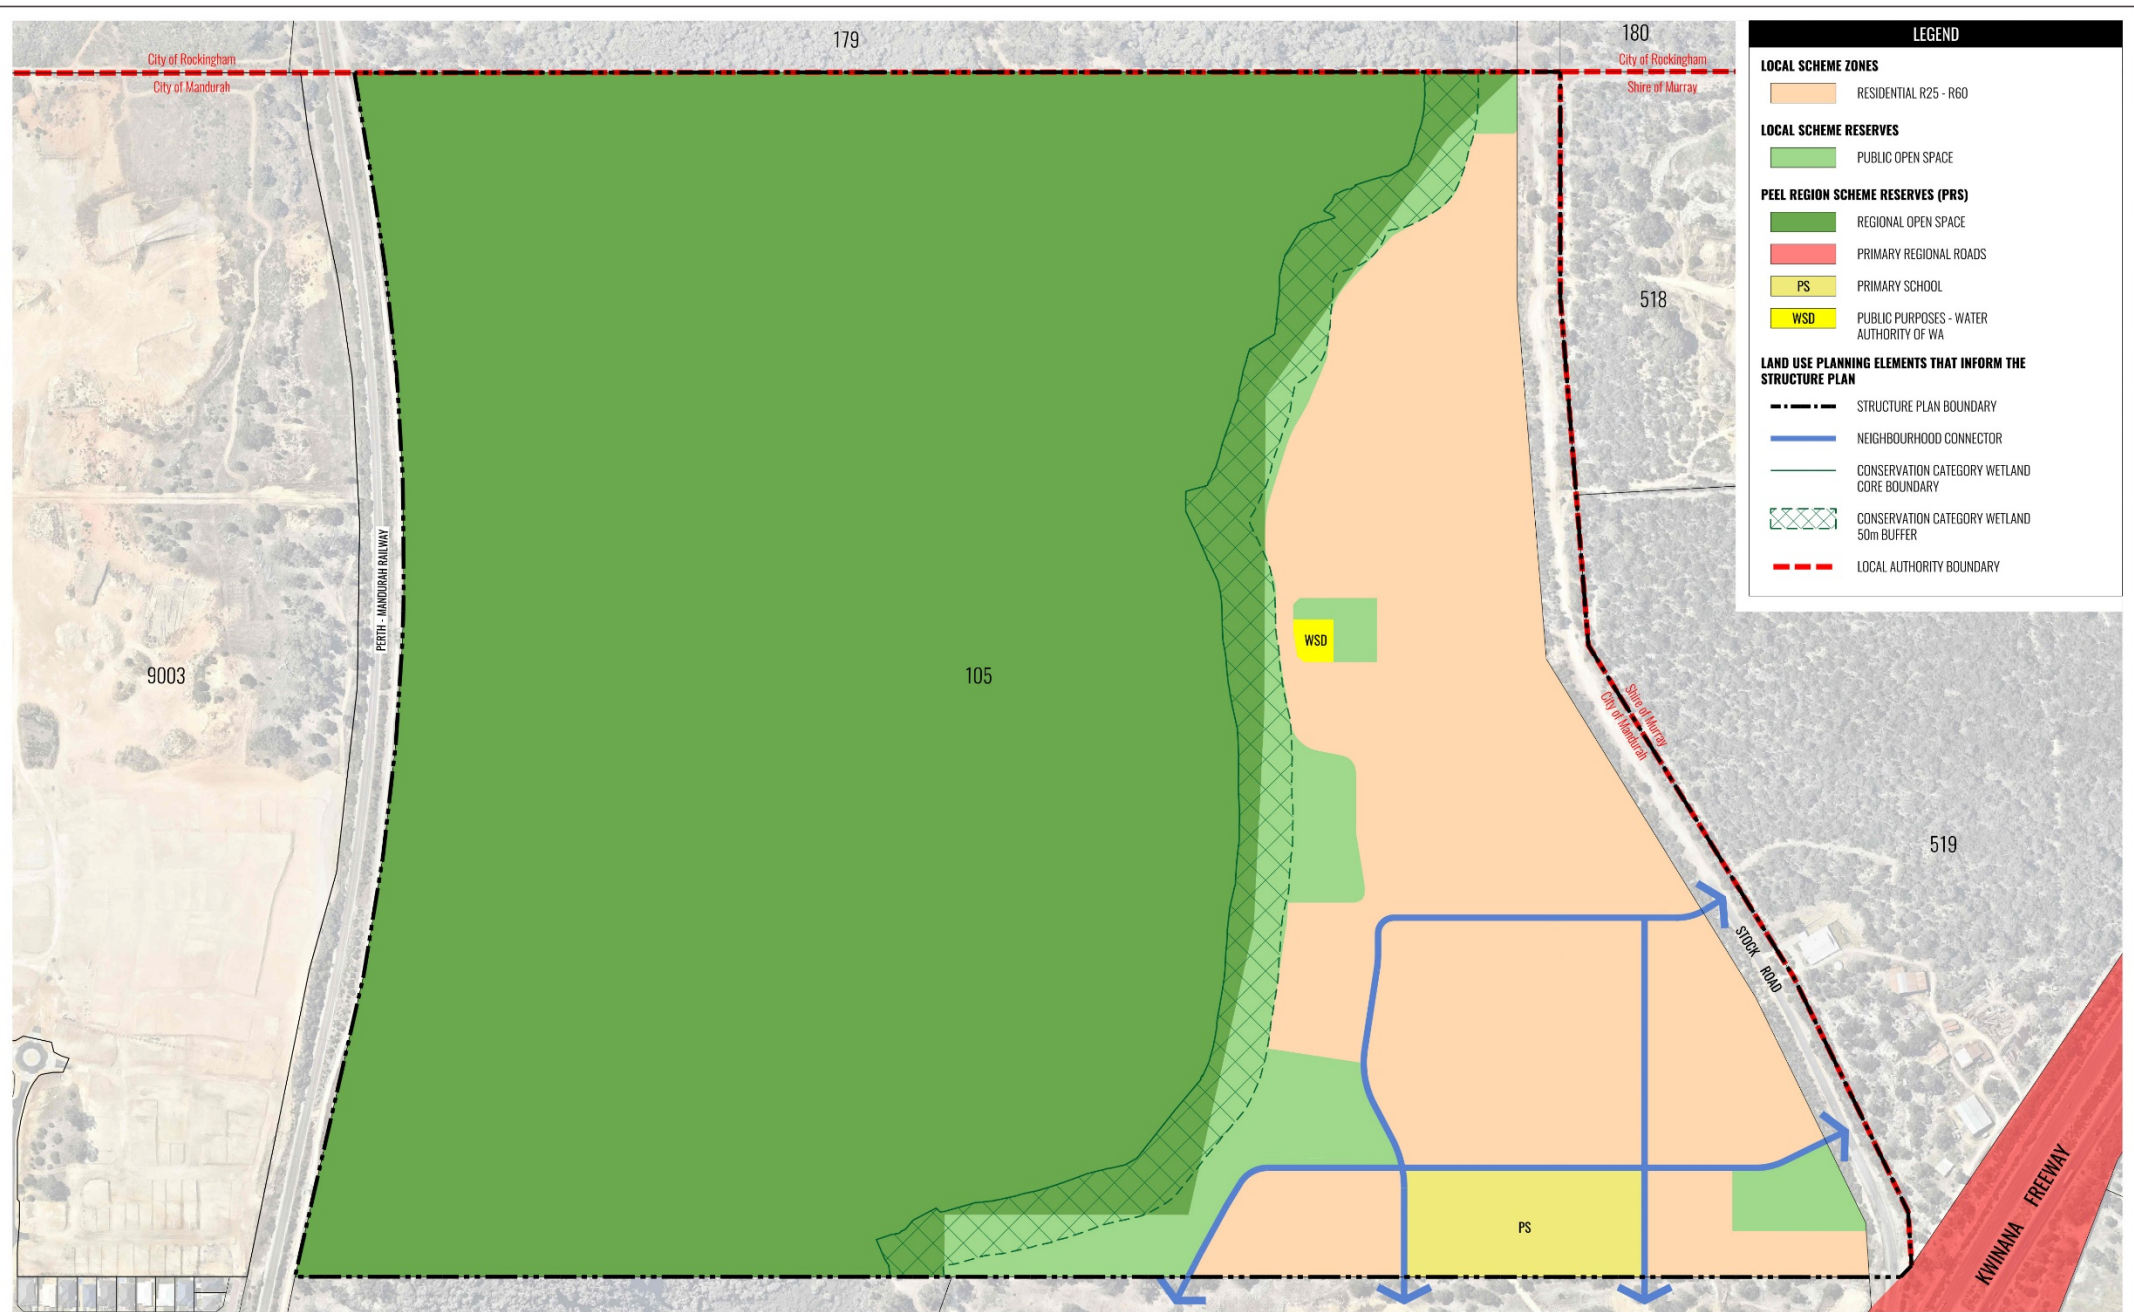 179
180
City of Rockingham
City of Mandurah
City of Rockingham
Shire of Murray
518
PERTH - MANDURAH RAILWAY
9003
105
WSD
Shire of Murray
City of Mandurah
519
STOCK ROAD
PS
KWINANA FREEWAY
LEGEND
LOCAL SCHEME ZONES
RESIDENTIAL R25 - R60
LOCAL SCHEME RESERVES
PUBLIC OPEN SPACE
PEEL REGION SCHEME RESERVES (PRS)
REGIONAL OPEN SPACE
PRIMARY REGIONAL ROADS
PS PRIMARY SCHOOL
WSD PUBLIC PURPOSES - WATER
AUTHORITY OF WA
LAND USE PLANNING ELEMENTS THAT INFORM THE
STRUCTURE PLAN
STRUCTURE PLAN BOUNDARY
NEIGHBOURHOOD CONNECTOR
CONSERVATION CATEGORY WETLAND
CORE BOUNDARY
CONSERVATION CATEGORY WETLAND
50m BUFFER
LOCAL AUTHORITY BOUNDARY